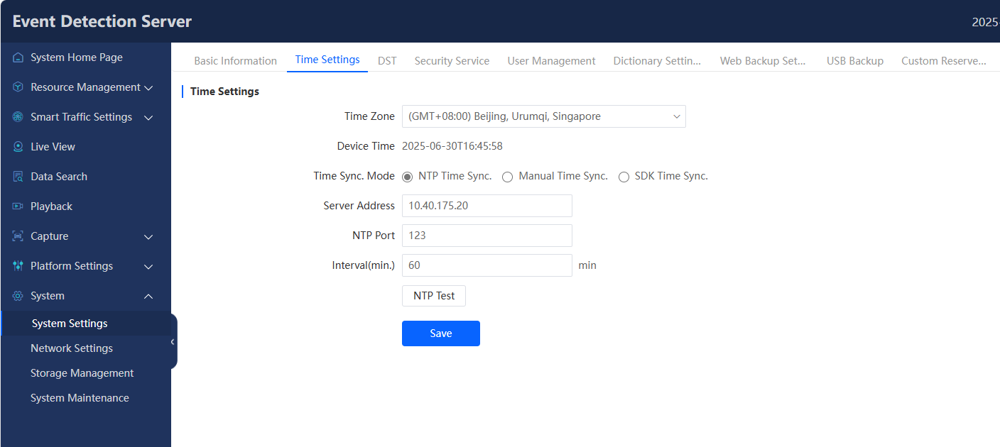 Event Detection Server
2025-
System Home Page
Resource Management
Smart Traffic Settings
Live View
Data Search
Playback
Capture
Platform Settings
System
System Settings
Network Settings
Storage Management
System Maintenance
Basic Information Time Settings DST Security Service User Management Dictionary Settin... Web Backup Set... USB Backup Custom Reserve...
Time Settings
Time Zone (GMT+08:00) Beijing, Urumqi, Singapore
Device Time 2025-06-30T16:45:58
Time Sync. Mode NTP Time Sync. Manual Time Sync. SDK Time Sync.
Server Address 10.40.175.20
NTP Port 123
Interval(min.) 60 min
NTP Test
Save